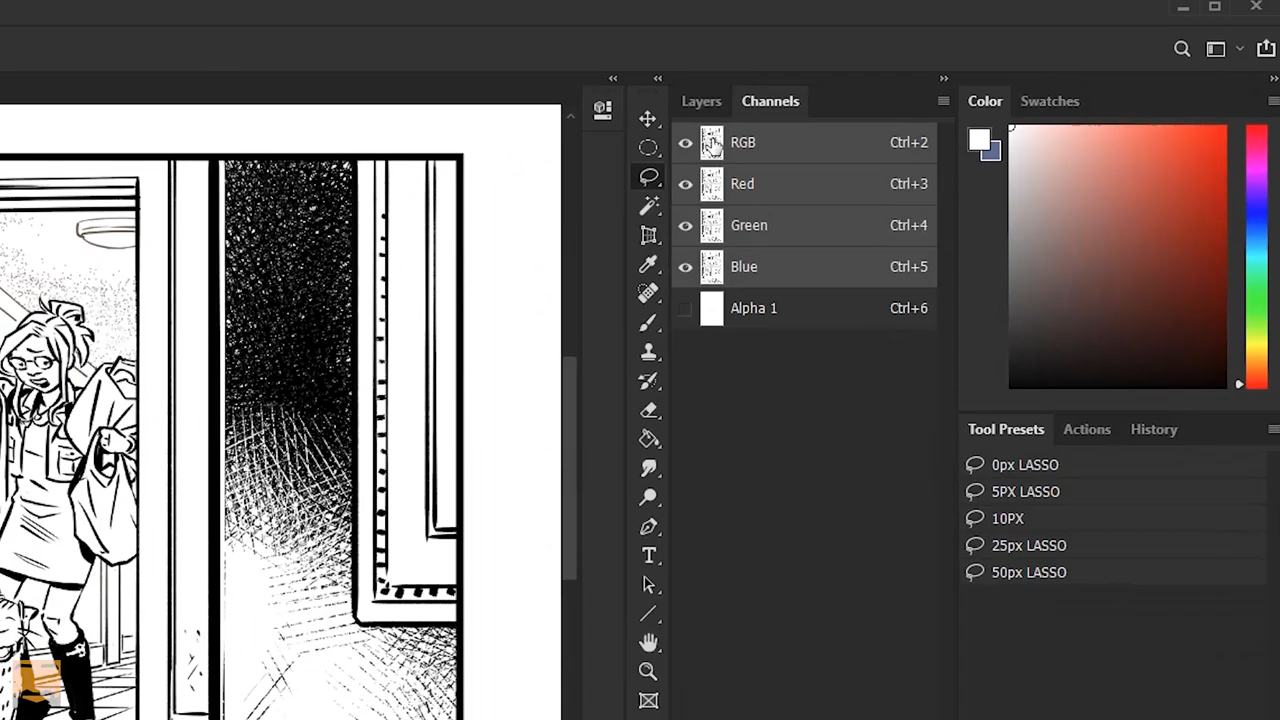 Layers Channels
RGB Ctrl+2
Red Ctrl+3
Green Ctrl+4
Blue Ctrl+5
Alpha 1 Ctrl+6
Color Swatches
Tool Presets Actions History
0px LASSO
5PX LASSO
10PX
25px LASSO
50px LASSO